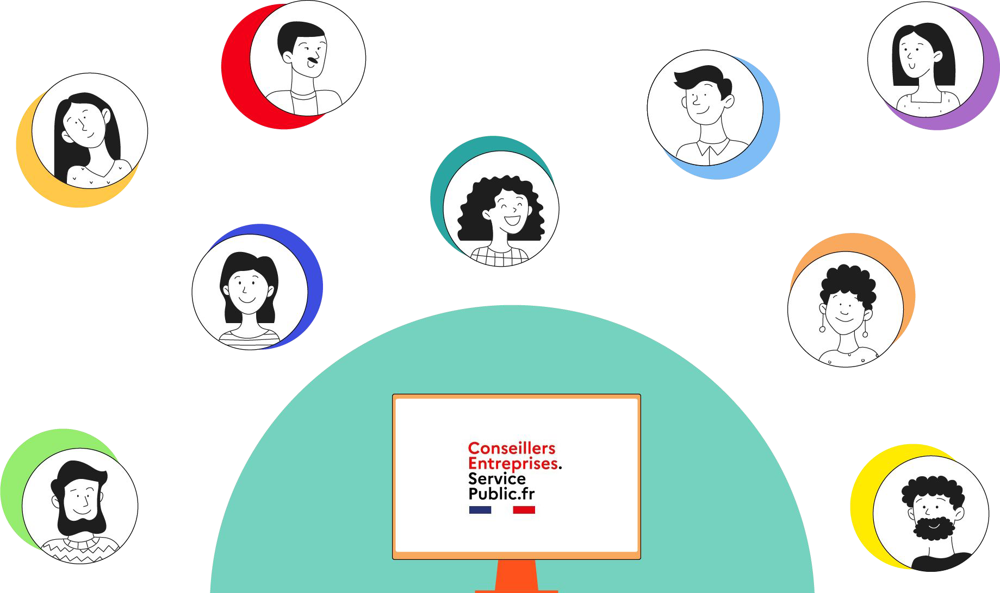 Conseillers
Entreprises.
Service
Public.fr